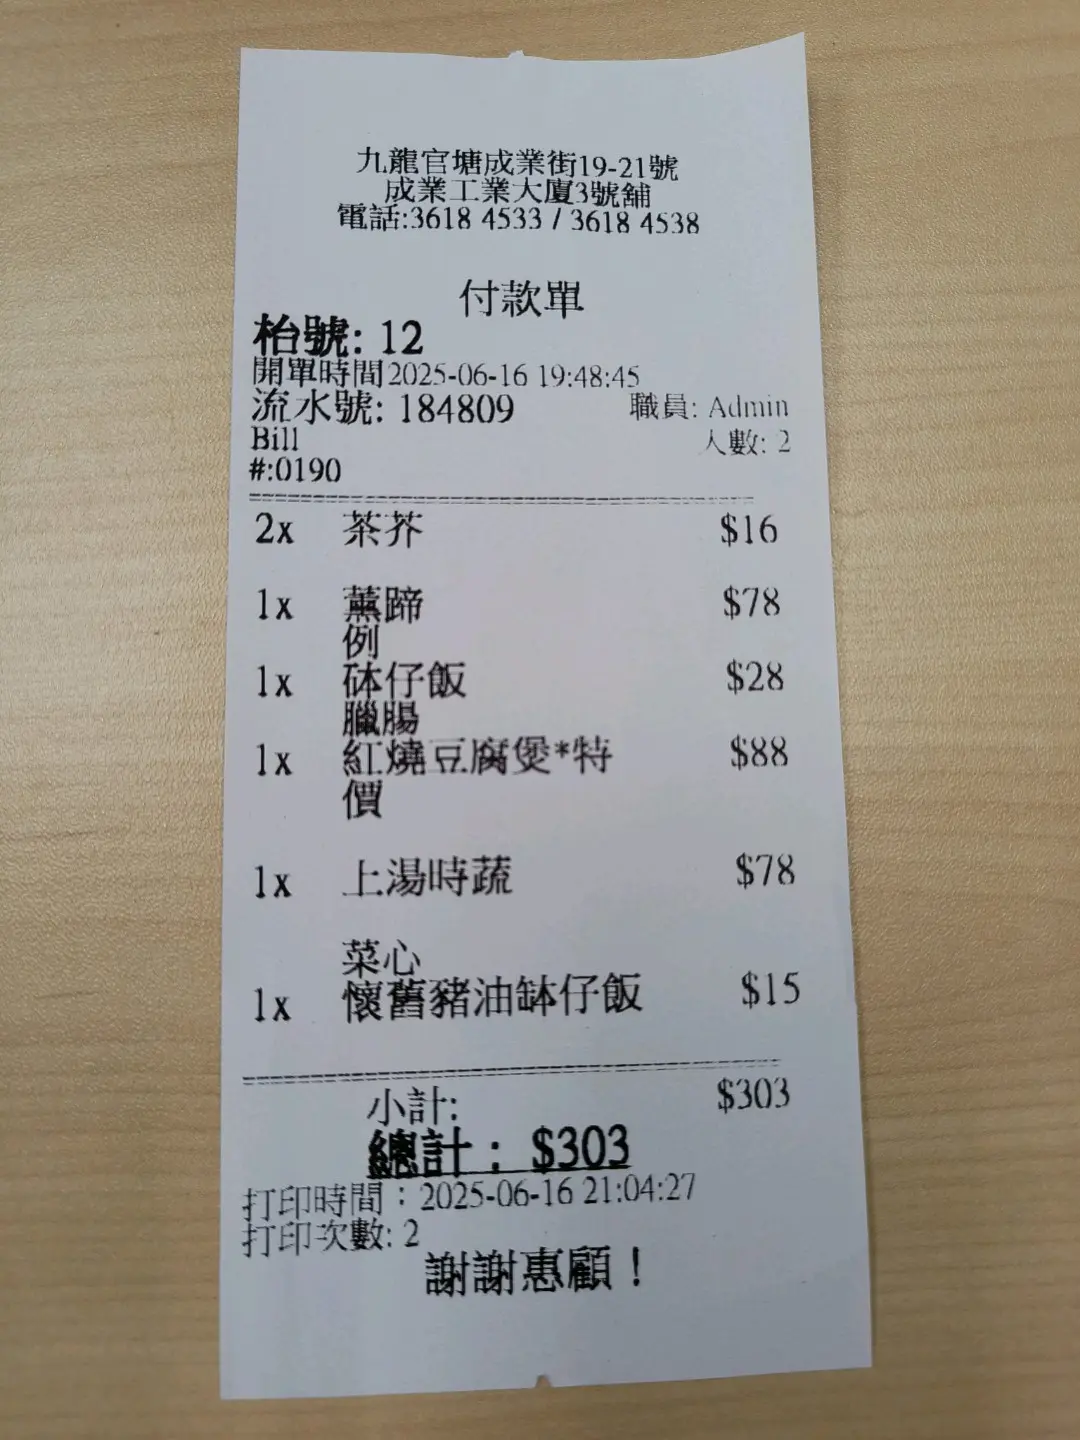 九龍官塘成業街19-21號
成業工業大廈3號舖
電話:3618 4533 / 3618 4538
付款單
枱號: 12
開單時間2025-06-16 19:48:45
流水號: 184809 職員: Admin
Bill 人數: 2
#:0190
2x 茶芥 $16
1x 薰蹄 $78
例
1x 砵仔飯 $28
臘腸
1x 紅燒豆腐煲*特 $88
價
1x 上湯時蔬 $78
菜心
1x 懷舊豬油缽仔飯 $15
小計: $303
總計： $303
打印時間：2025-06-16 21:04:27
打印次數: 2
謝謝惠顧！